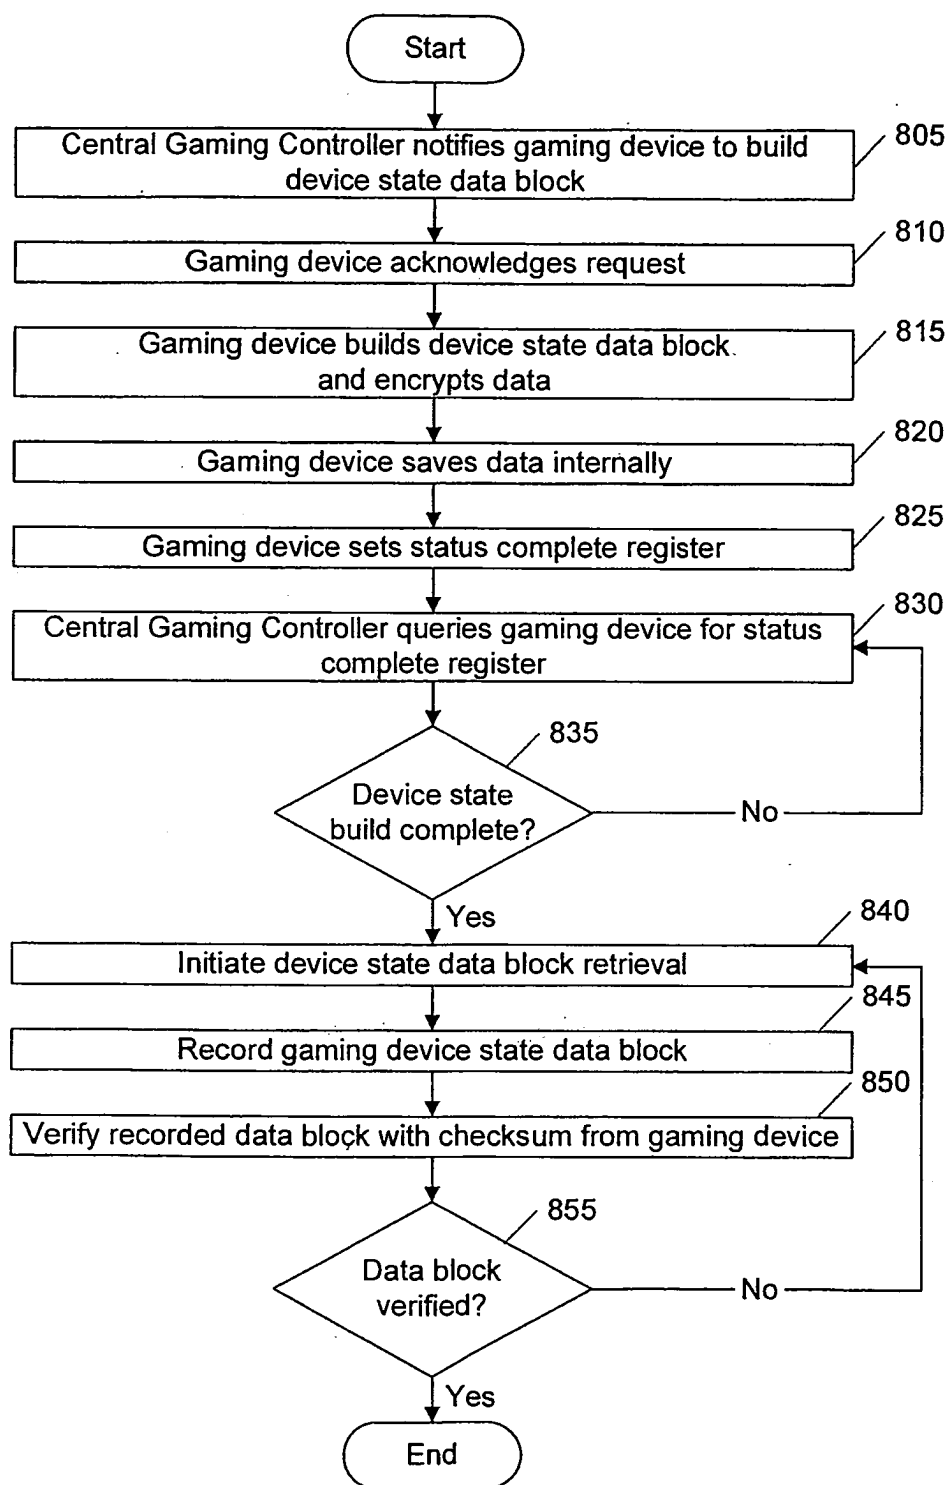 Start
Central Gaming Controller notifies gaming device to build
device state data block
805
Gaming device acknowledges request
810
Gaming device builds device state data block
and encrypts data
815
Gaming device saves data internally
820
Gaming device sets status complete register
825
Central Gaming Controller queries gaming device for status
complete register
830
Device state
build complete?
835
No
Yes
Initiate device state data block retrieval
840
Record gaming device state data block
845
Verify recorded data block with checksum from gaming device
850
Data block
verified?
855
No
Yes
End